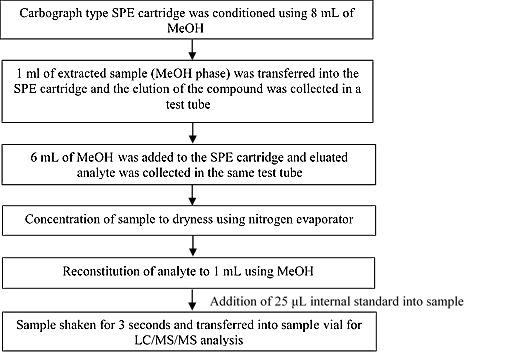 Carbograph type SPE cartridge was conditioned using 8 mL of
MeOH
1 ml of extracted sample (MeOH phase) was transferred into the
SPE cartridge and the elution of the compound was collected in a
test tube
6 mL of MeOH was added to the SPE cartridge and eluated
analyte was collected in the same test tube
Concentration of sample to dryness using nitrogen evaporator
Reconstitution of analyte to 1 mL using MeOH
Addition of 25 μL internal standard into sample
Sample shaken for 3 seconds and transferred into sample vial for
LC/MS/MS analysis